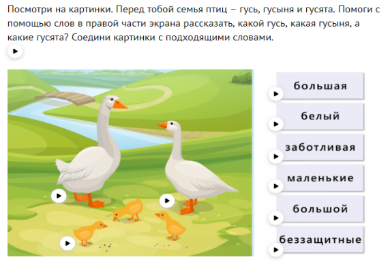 Посмотри на картинки. Перед тобой семья птиц – гусь, гусыня и гусята. Помоги с
помощью слов в правой части экрана рассказать, какой гусь, какая гусыня, а
какие гусята? Соедини картинки с подходящими словами.
большая
белый
заботливая
маленькие
большой
беззащитные